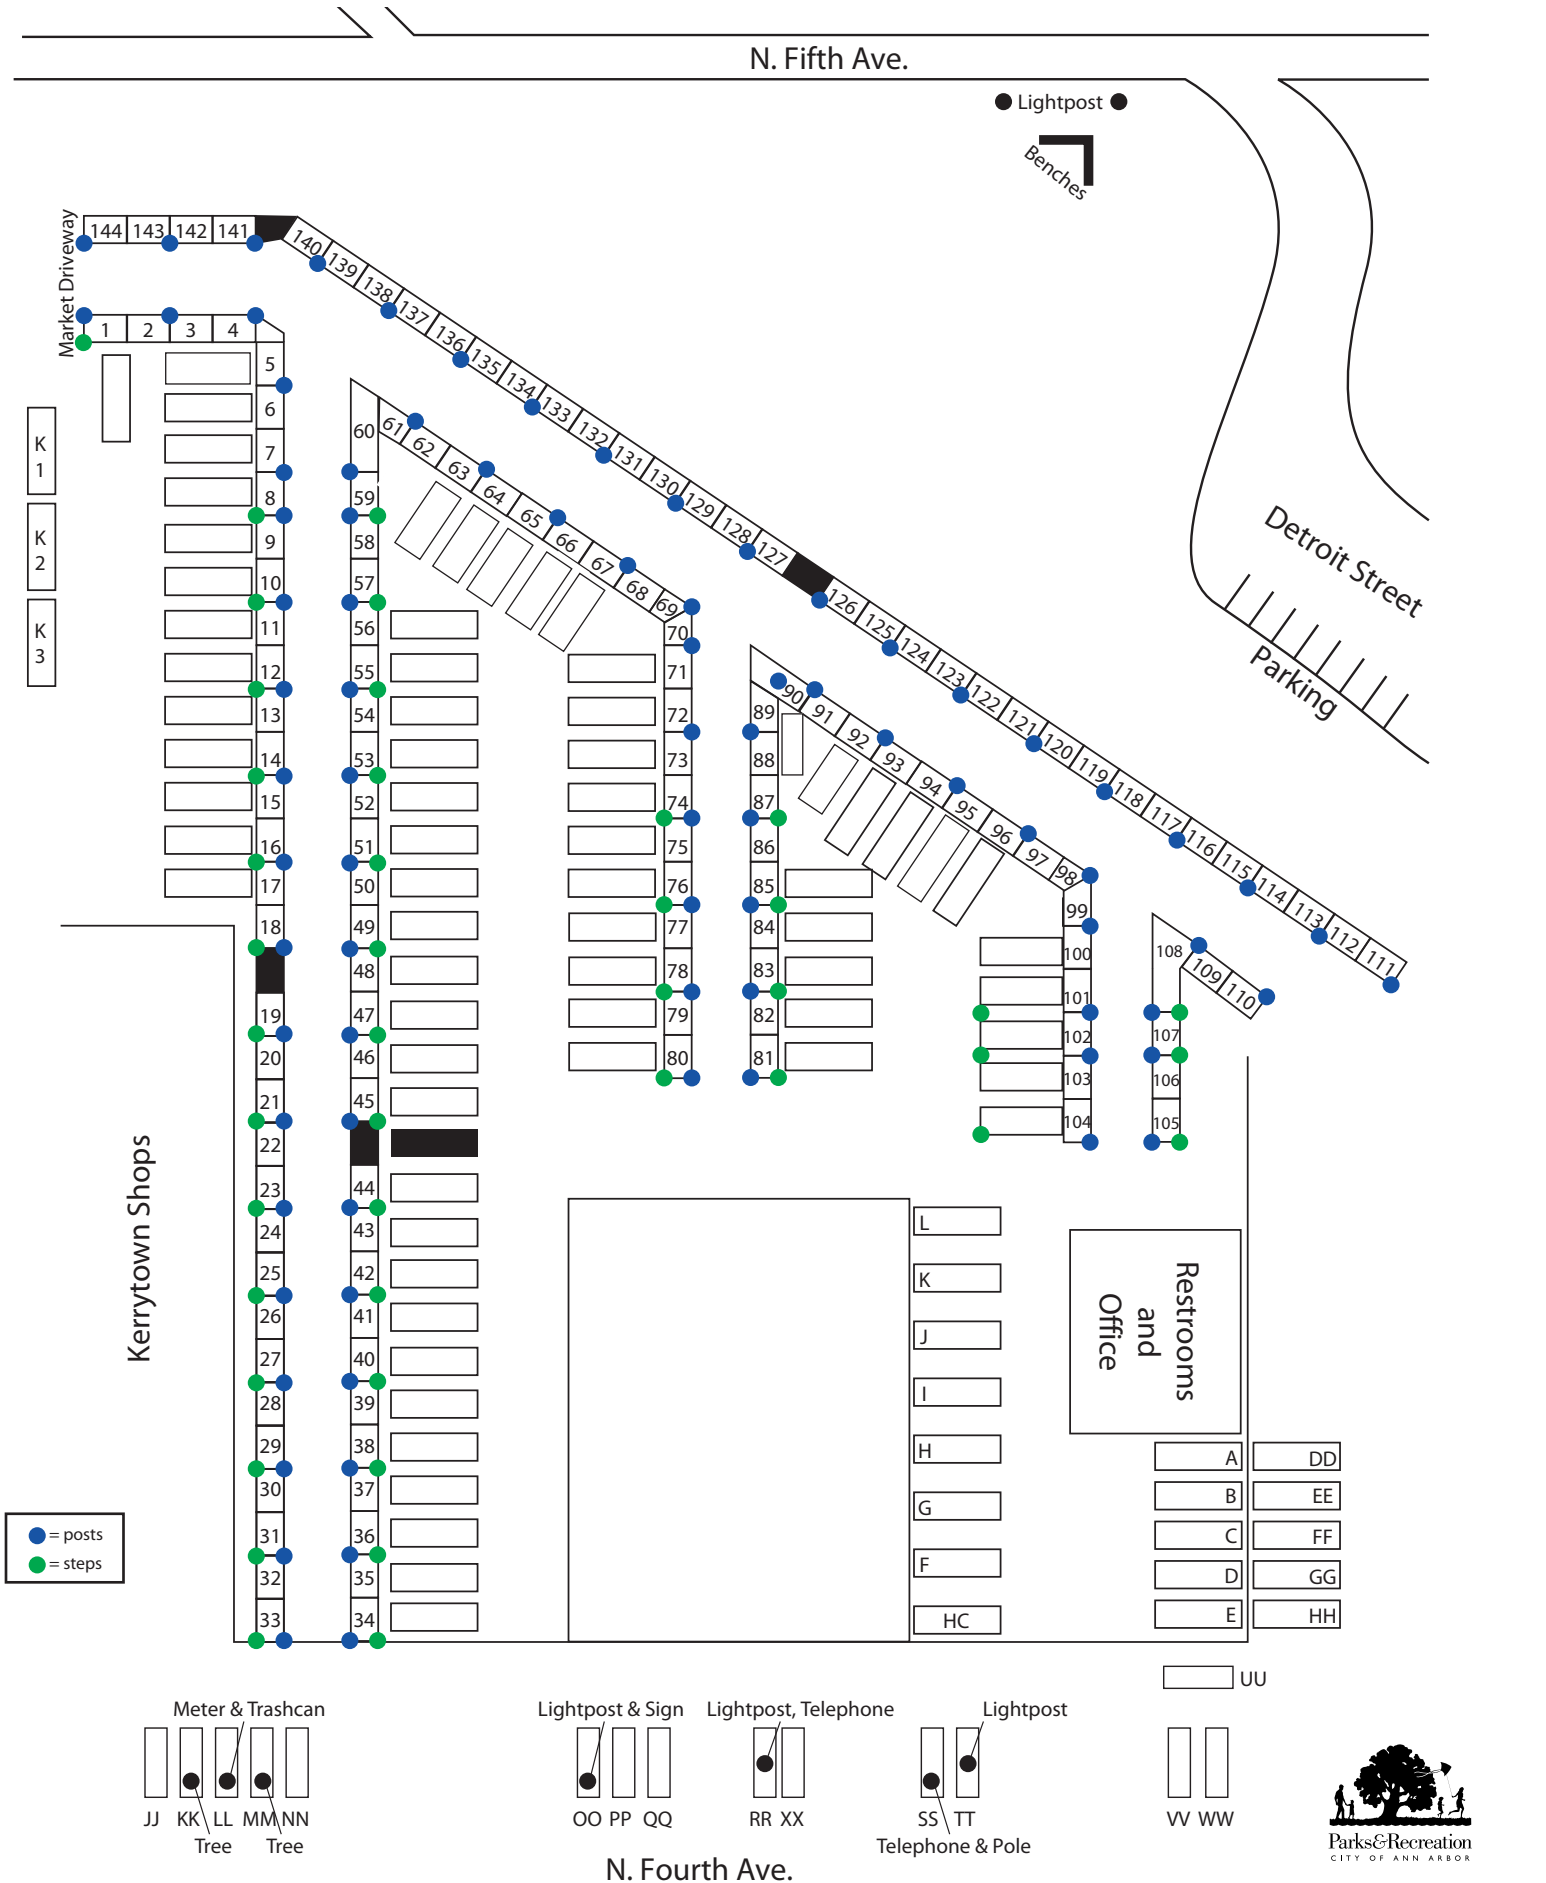 N. Fifth Ave.
Lightpost
Benches
Market Driveway
144 143 142 141
140 139 138 137 136 135 134 133 132 131 130 129 128 127
126 125 124 123 122 121 120 119 118 117 116 115 114 113 112 111
1 2 3 4
5
6
7
8
9
10
11
12
13
14
15
16
17
18
19
20
21
22
23
24
25
26
27
28
29
30
31
32
33
K
1
K
2
K
3
60
59
58
57
56
55
54
53
52
51
50
49
48
47
46
45
44
43
42
41
40
39
38
37
36
35
34
61 62 63 64 65 66 67 68 69
70
71
72
73
74
75
76
77
78
79
80
90 91 92 93 94 95 96 97 98
89
88
87
86
85
84
83
82
81
99
100
101
102
103
104
108 109 110
107
106
105
Detroit Street
Parking
Kerrytown Shops
= posts
= steps
L
K
J
I
H
G
F
HC
Restrooms
and
Office
A DD
B EE
C FF
D GG
E HH
UU
Meter & Trashcan
Lightpost & Sign
Lightpost, Telephone
Lightpost
JJ KK LL MM NN
OO PP QQ
RR XX
SS TT
VV WW
Tree
Tree
Telephone & Pole
N. Fourth Ave.
Parks&Recreation
CITY OF ANN ARBOR